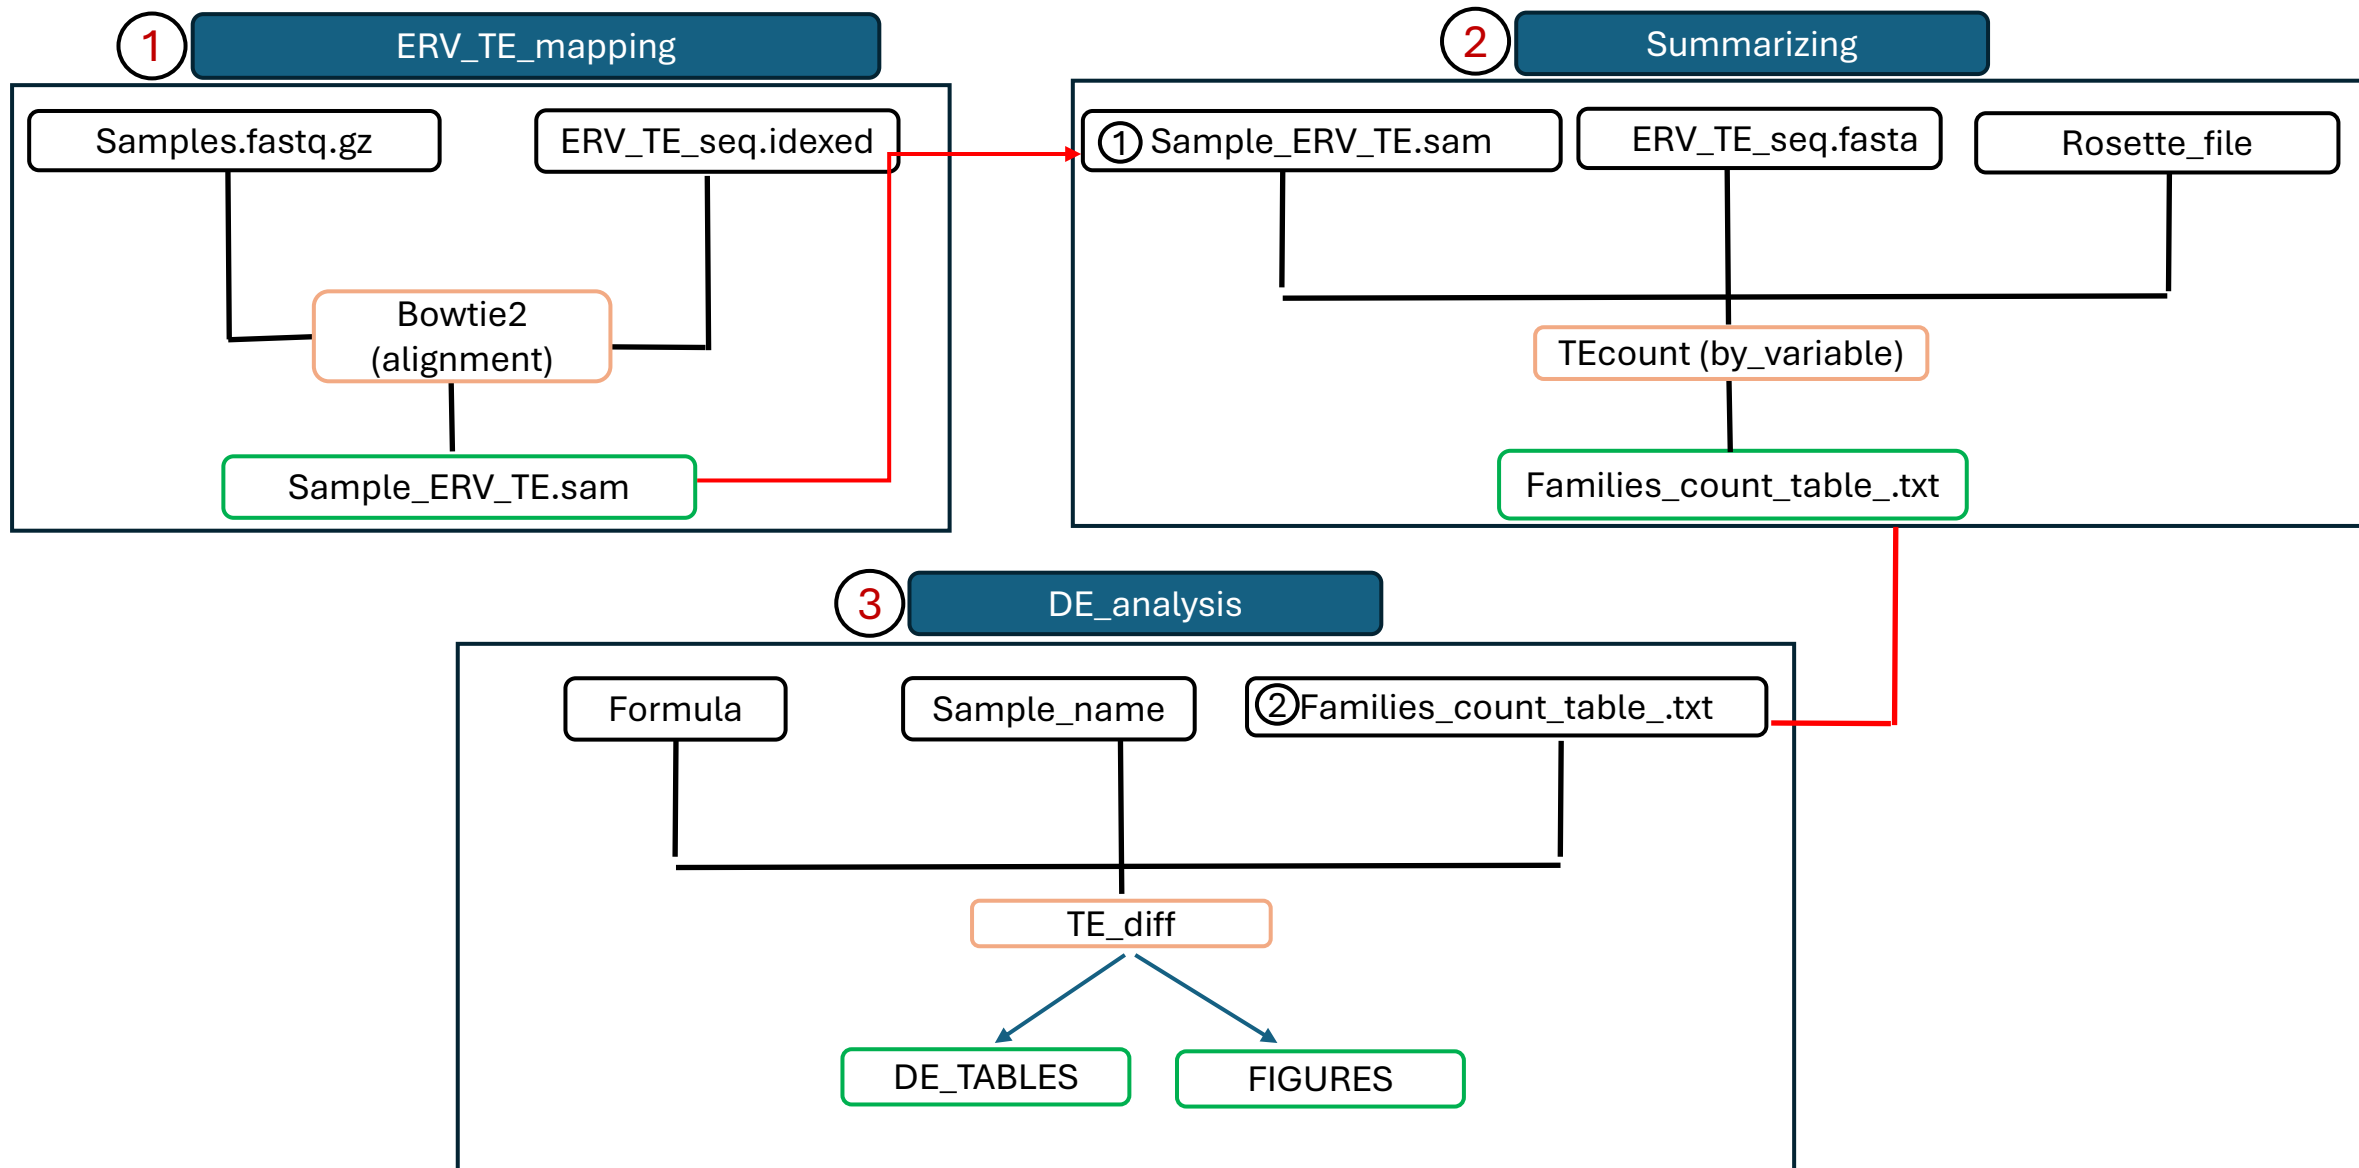 1
ERV_TE_mapping
Samples.fastq.gz
ERV_TE_seq.idexed
Bowtie2
(alignment)
Sample_ERV_TE.sam
2
Summarizing
1 Sample_ERV_TE.sam
ERV_TE_seq.fasta
Rosette_file
TEcount (by_variable)
Families_count_table_.txt
3
DE_analysis
Formula
Sample_name
2 Families_count_table_.txt
TE_diff
DE_TABLES
FIGURES